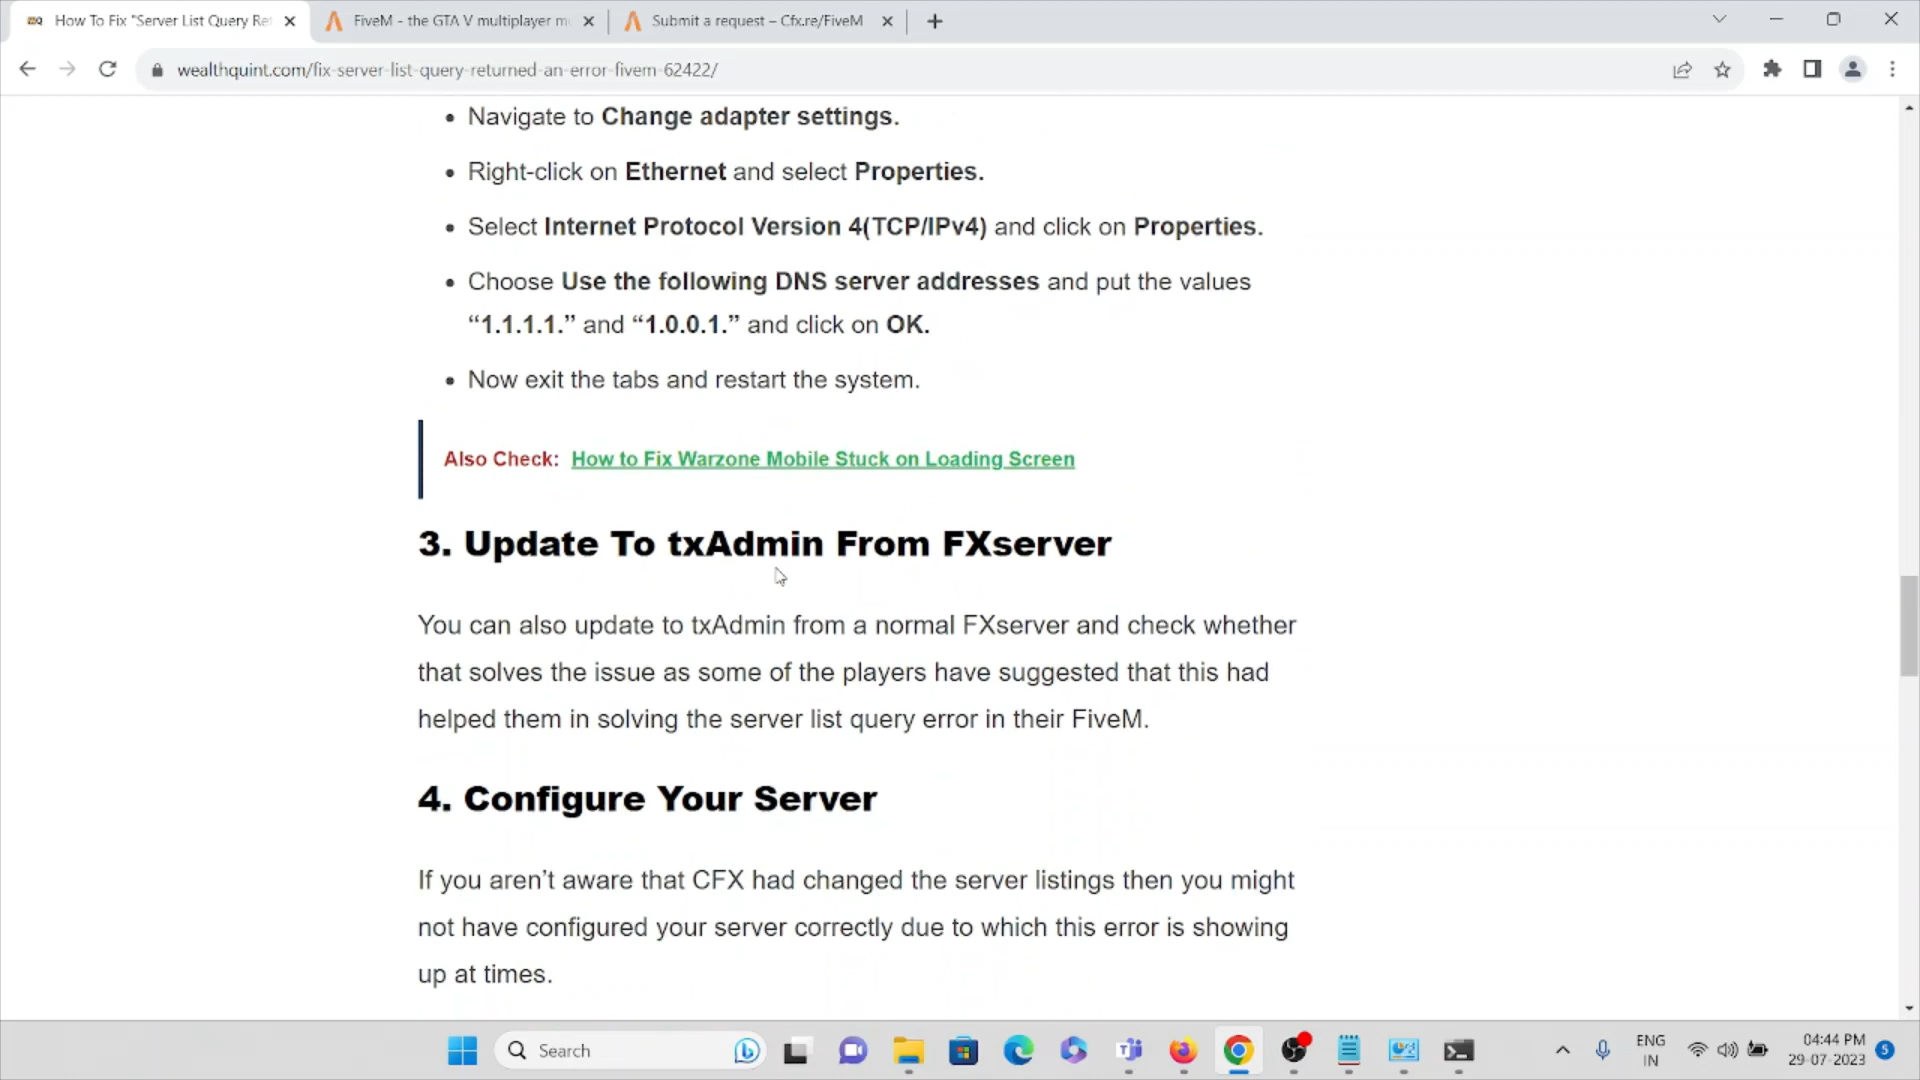 How To Fix "Server List Query Re
FiveM - the GTA V multiplayer m
Submit a request – Cfx.re/FiveM
wealthquint.com/fix-server-list-query-returned-an-error-fivem-62422/
• Navigate to Change adapter settings.
• Right-click on Ethernet and select Properties.
• Select Internet Protocol Version 4(TCP/IPv4) and click on Properties.
• Choose Use the following DNS server addresses and put the values
“1.1.1.1.” and “1.0.0.1.” and click on OK.
• Now exit the tabs and restart the system.
Also Check: How to Fix Warzone Mobile Stuck on Loading Screen
3. Update To txAdmin From FXserver
You can also update to txAdmin from a normal FXserver and check whether
that solves the issue as some of the players have suggested that this had
helped them in solving the server list query error in their FiveM.
4. Configure Your Server
If you aren’t aware that CFX had changed the server listings then you might
not have configured your server correctly due to which this error is showing
up at times.
Search
ENG
IN
04:44 PM
29-07-2023
5